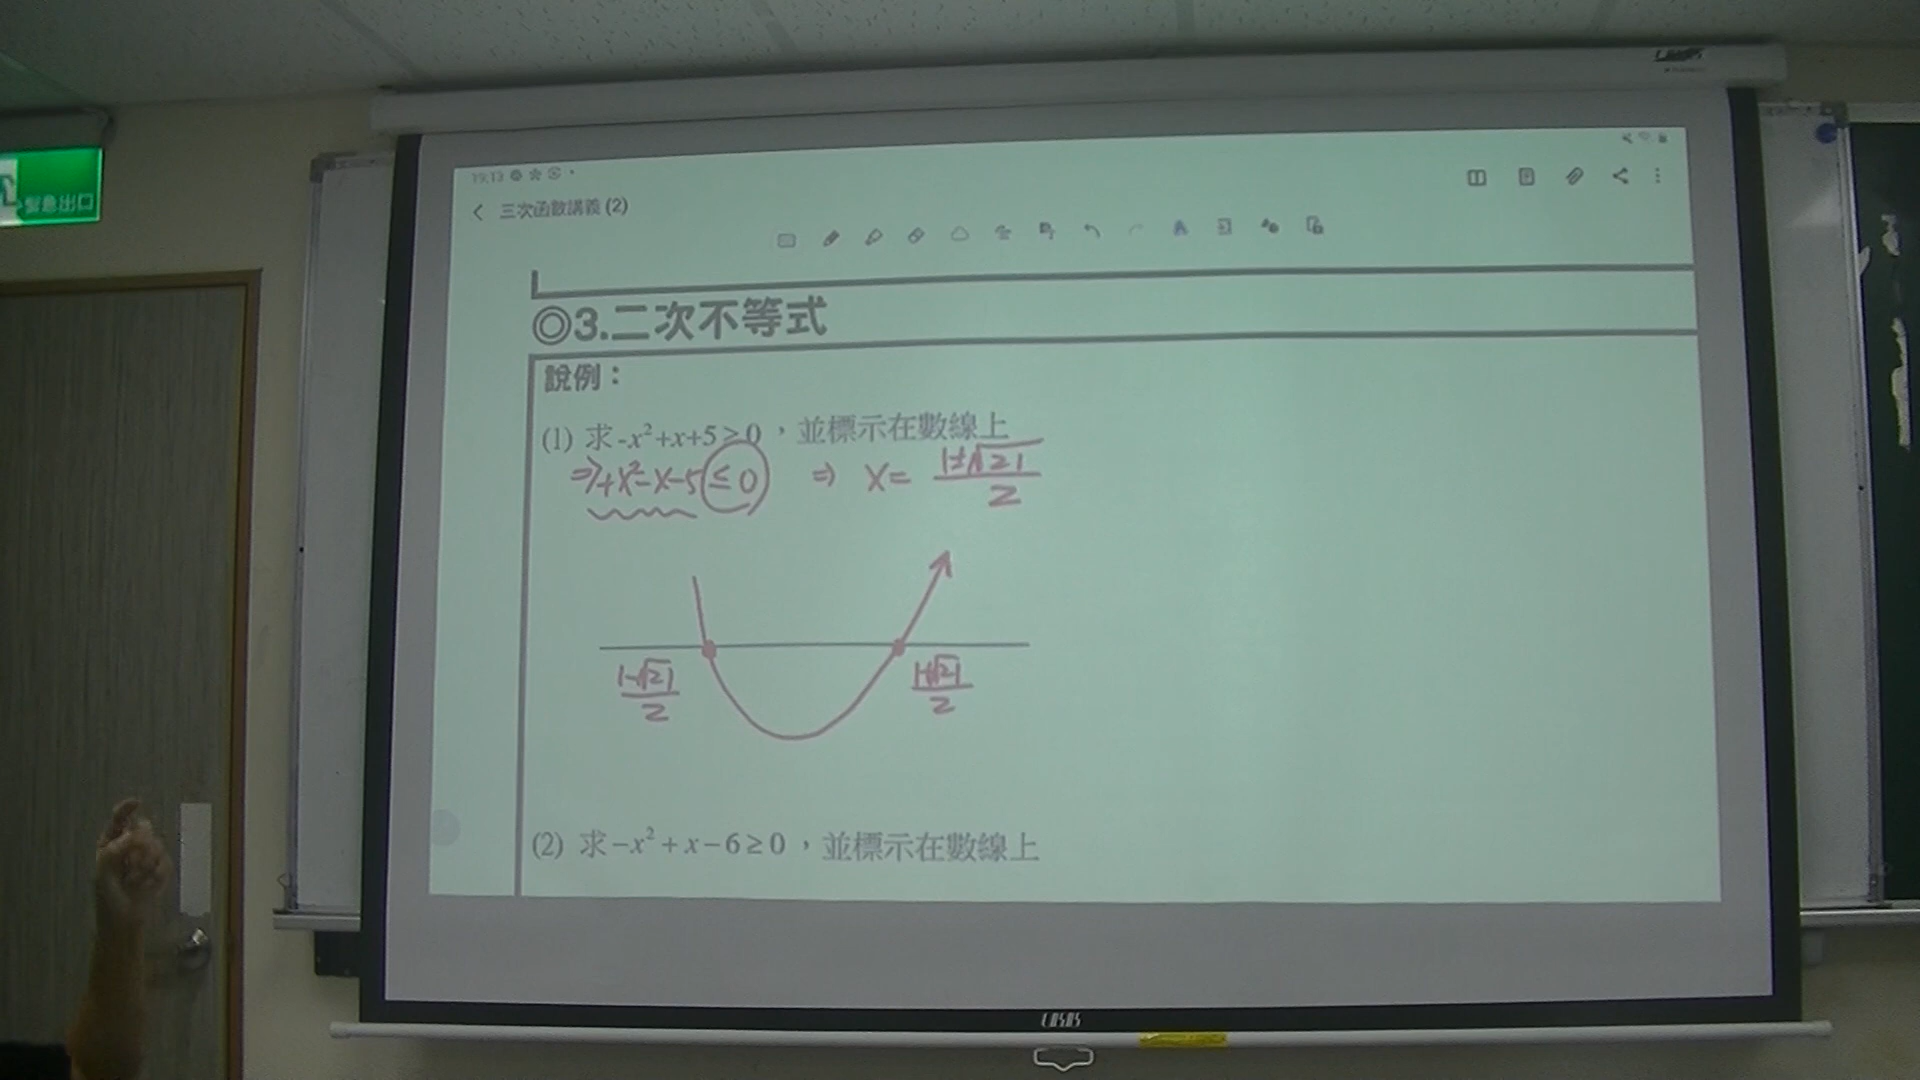 緊急出口
19:13
三次函數講義 (2)
◎3.二次不等式
說例：
(1) 求-x²+x+5≥0，並標示在數線上
⇒+x²-x-5≤0 ⇒ x= 1±√21/2
1-√21/2
1+√21/2
(2) 求-x²+x-6≥0，並標示在數線上